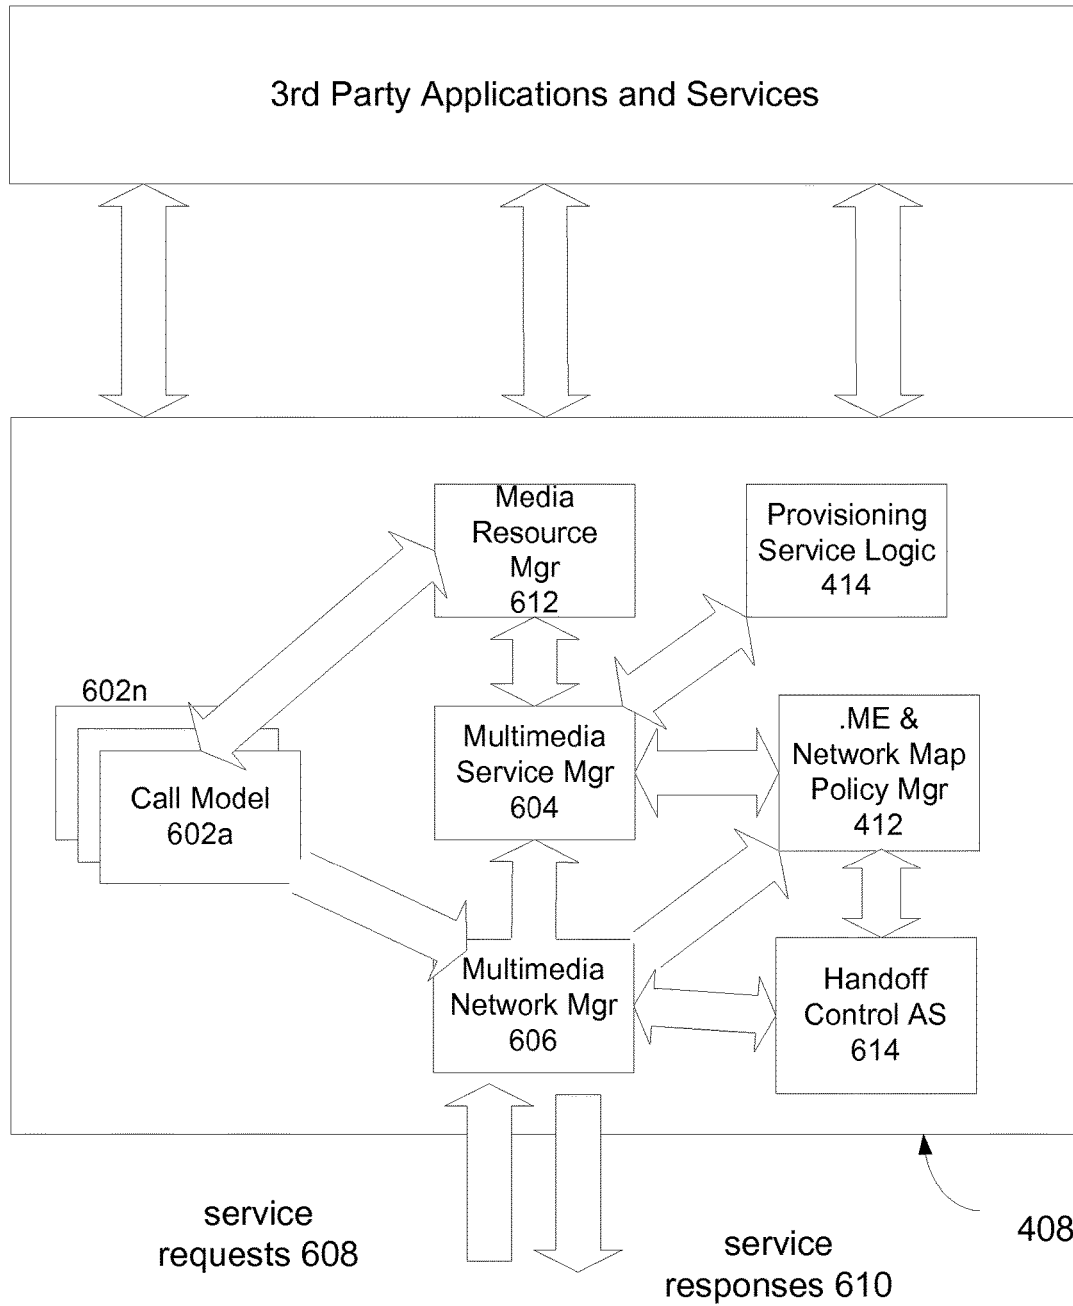 3rd Party Applications and Services
Media
Resource
Mgr
612
Provisioning
Service Logic
414
602n
Call Model
602a
Multimedia
Service Mgr
604
.ME &
Network Map
Policy Mgr
412
Multimedia
Network Mgr
606
Handoff
Control AS
614
service
requests 608
service
responses 610
408